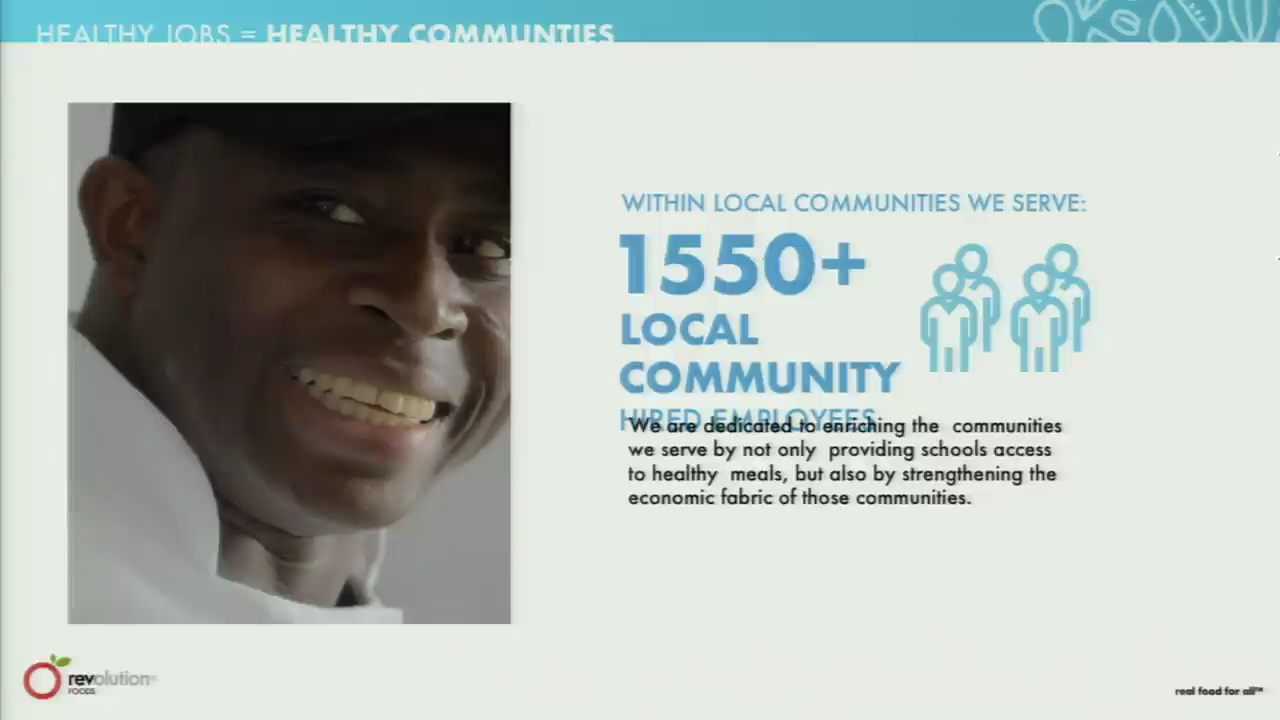 HEALTHY JOBS = HEALTHY COMMUNTIES
WITHIN LOCAL COMMUNITIES WE SERVE:
1550+
LOCAL
COMMUNITY
HIRED EMPLOYEES
We are dedicated to enriching the communities
we serve by not only providing schools access
to healthy meals, but also by strengthening the
economic fabric of those communities.
revolution®
FOODS
real food for all™